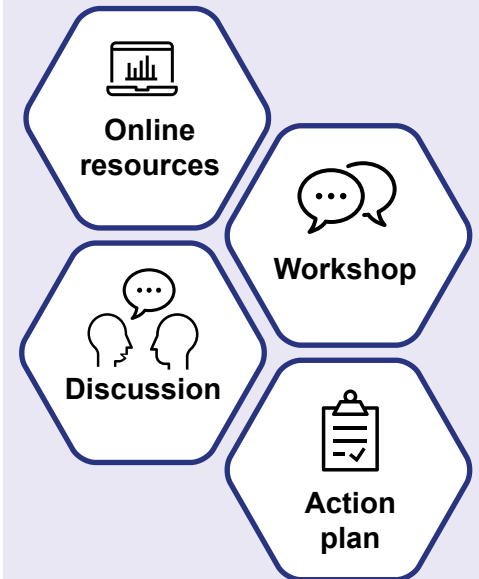 Online
resources
Workshop
Discussion
Action
plan